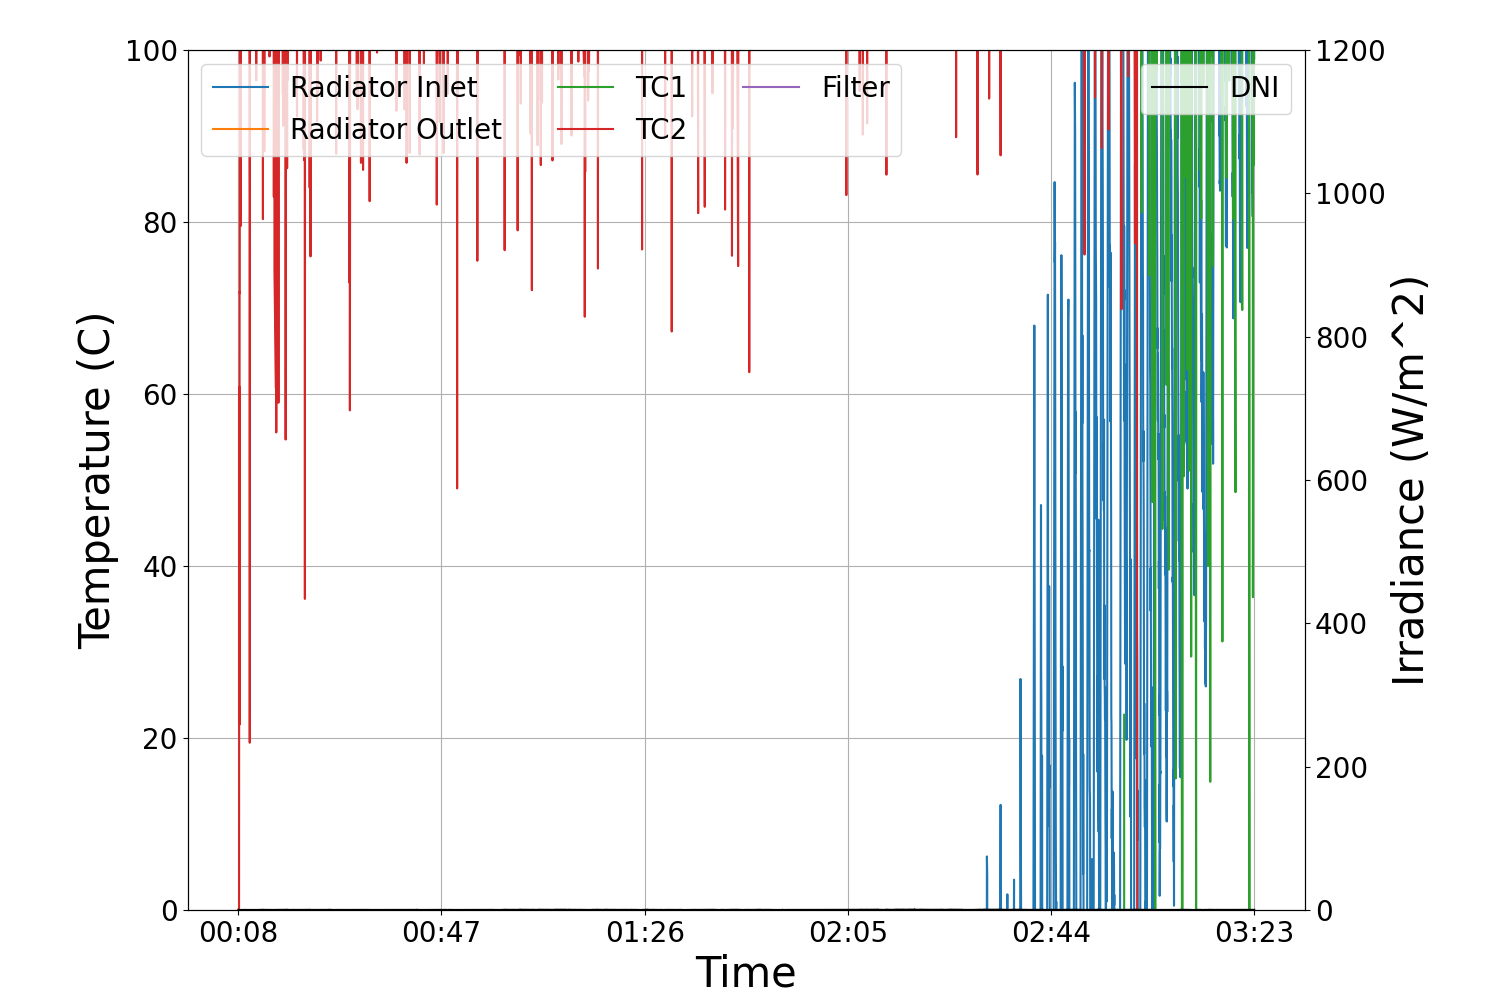 100
80
60
40
20
0
Temperature (C)
Radiator Inlet
Radiator Outlet
TC1
TC2
Filter
DNI
1200
1000
800
600
400
200
0
Irradiance (W/m^2)
00:08 00:47 01:26 02:05 02:44 03:23
Time